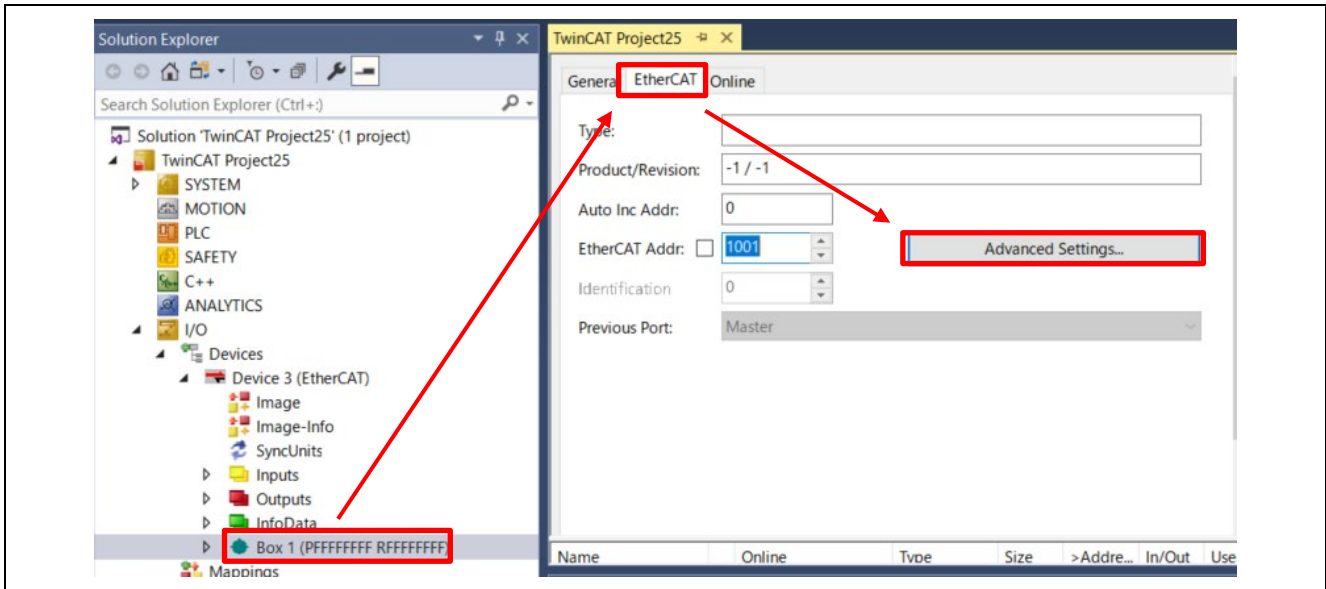 Solution Explorer
Search Solution Explorer (Ctrl+:)
Solution 'TwinCAT Project25' (1 project)
TwinCAT Project25
SYSTEM
MOTION
PLC
SAFETY
C++
ANALYTICS
I/O
Devices
Device 3 (EtherCAT)
Image
Image-Info
SyncUnits
Inputs
Outputs
InfoData
Box 1 (PFFFFFFFF RFFFFFFFF)
Mappings
TwinCAT Project25
General EtherCAT Online
Type:
Product/Revision: -1 / -1
Auto Inc Addr: 0
EtherCAT Addr: 1001 Advanced Settings...
Identification 0
Previous Port: Master
Name Online Type Size >Addre... In/Out Use